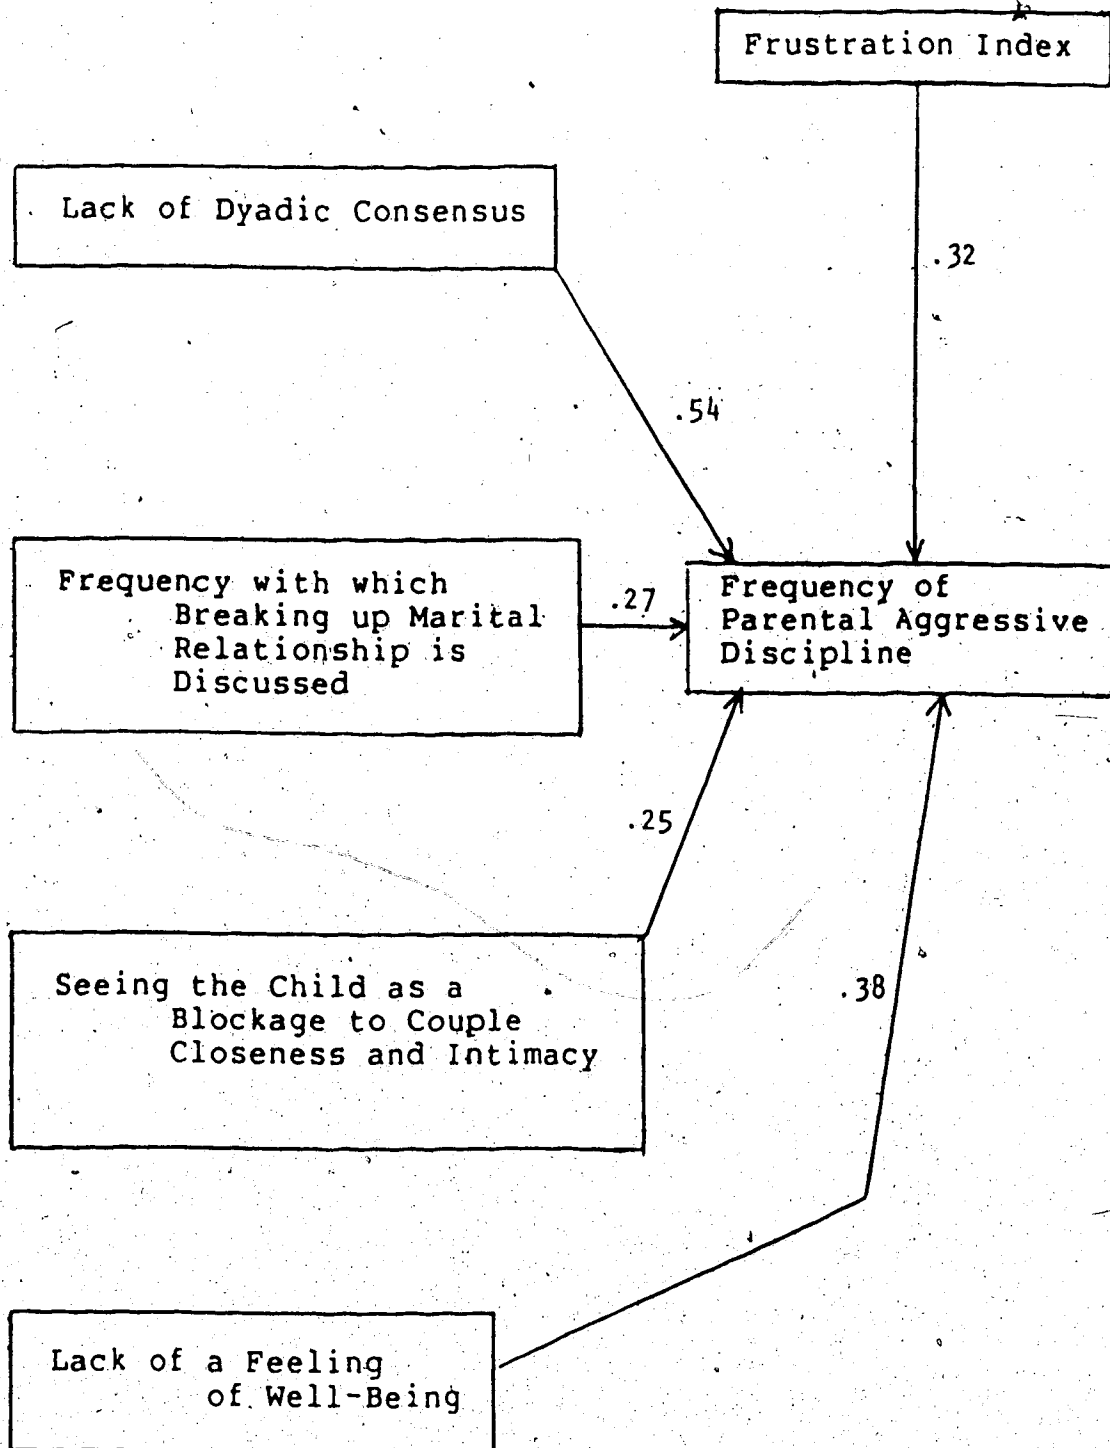 Frustration Index
Lack of Dyadic Consensus
.32
.54
Frequency with which
Breaking up Marital
Relationship is
Discussed
.27
Frequency of
Parental Aggressive
Discipline
.25
Seeing the Child as a
Blockage to Couple
Closeness and Intimacy
.38
Lack of a Feeling
of Well-Being